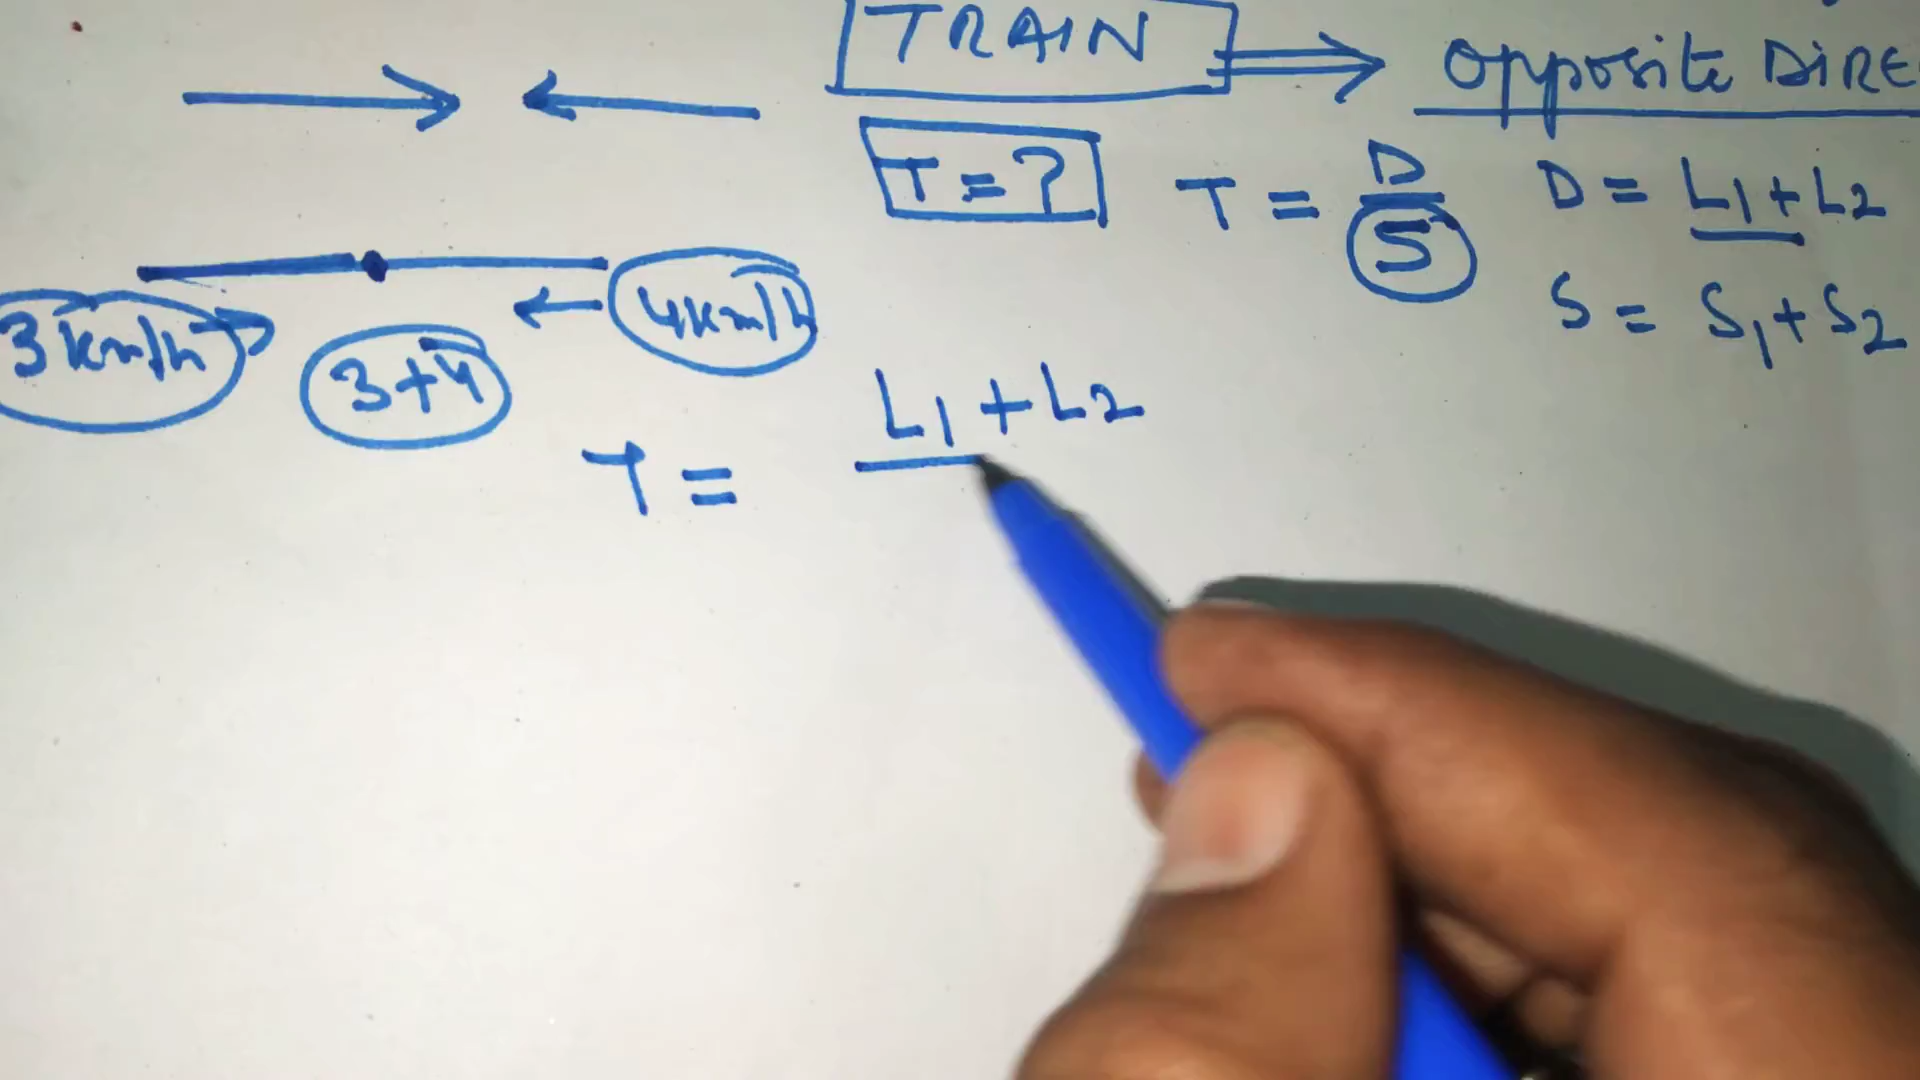 TRAIN
Opposite DIRE
T = ?
T = D/S
D = L1 + L2
S = S1 + S2
3 km/h
4 km/h
3 + 4
T = L1 + L2